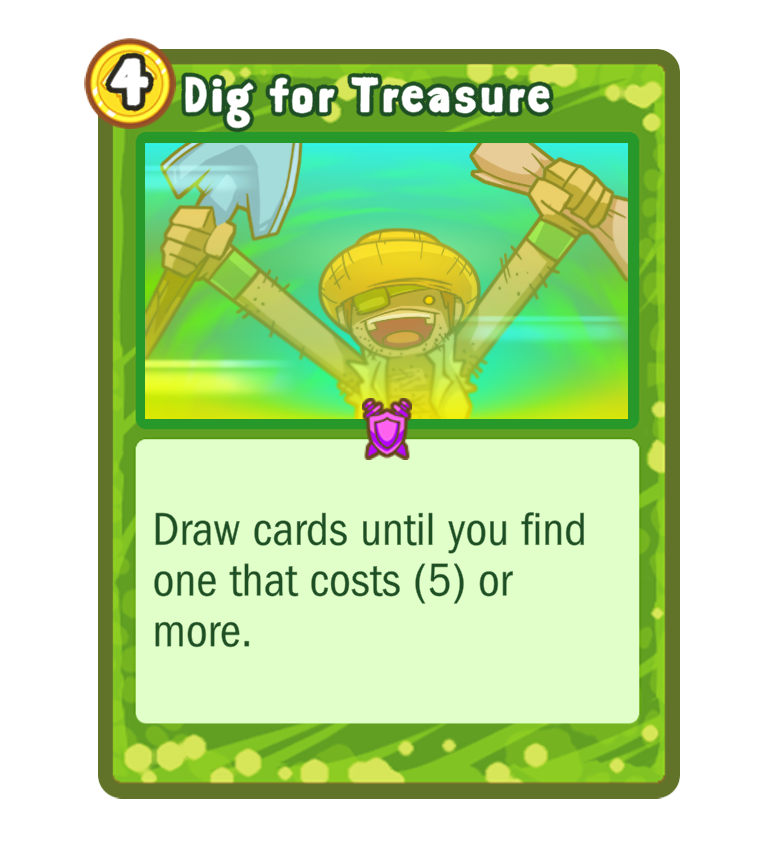 4
Dig for Treasure
Draw cards until you find
one that costs (5) or
more.